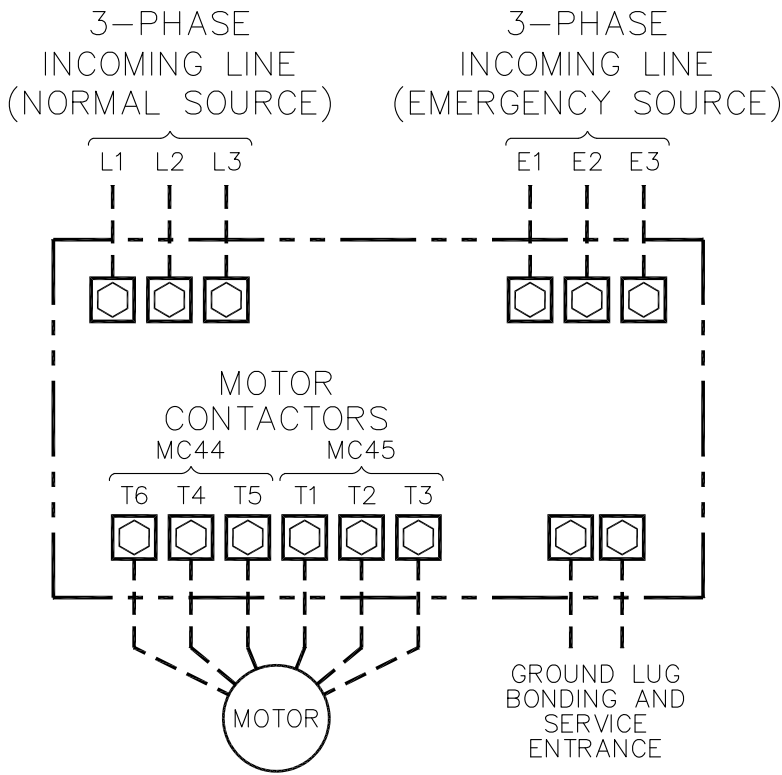 3-PHASE
INCOMING LINE
(NORMAL SOURCE)
L1 L2 L3
3-PHASE
INCOMING LINE
(EMERGENCY SOURCE)
E1 E2 E3
MOTOR
CONTACTORS
MC44 MC45
T6 T4 T5 T1 T2 T3
MOTOR
GROUND LUG
BONDING AND
SERVICE
ENTRANCE